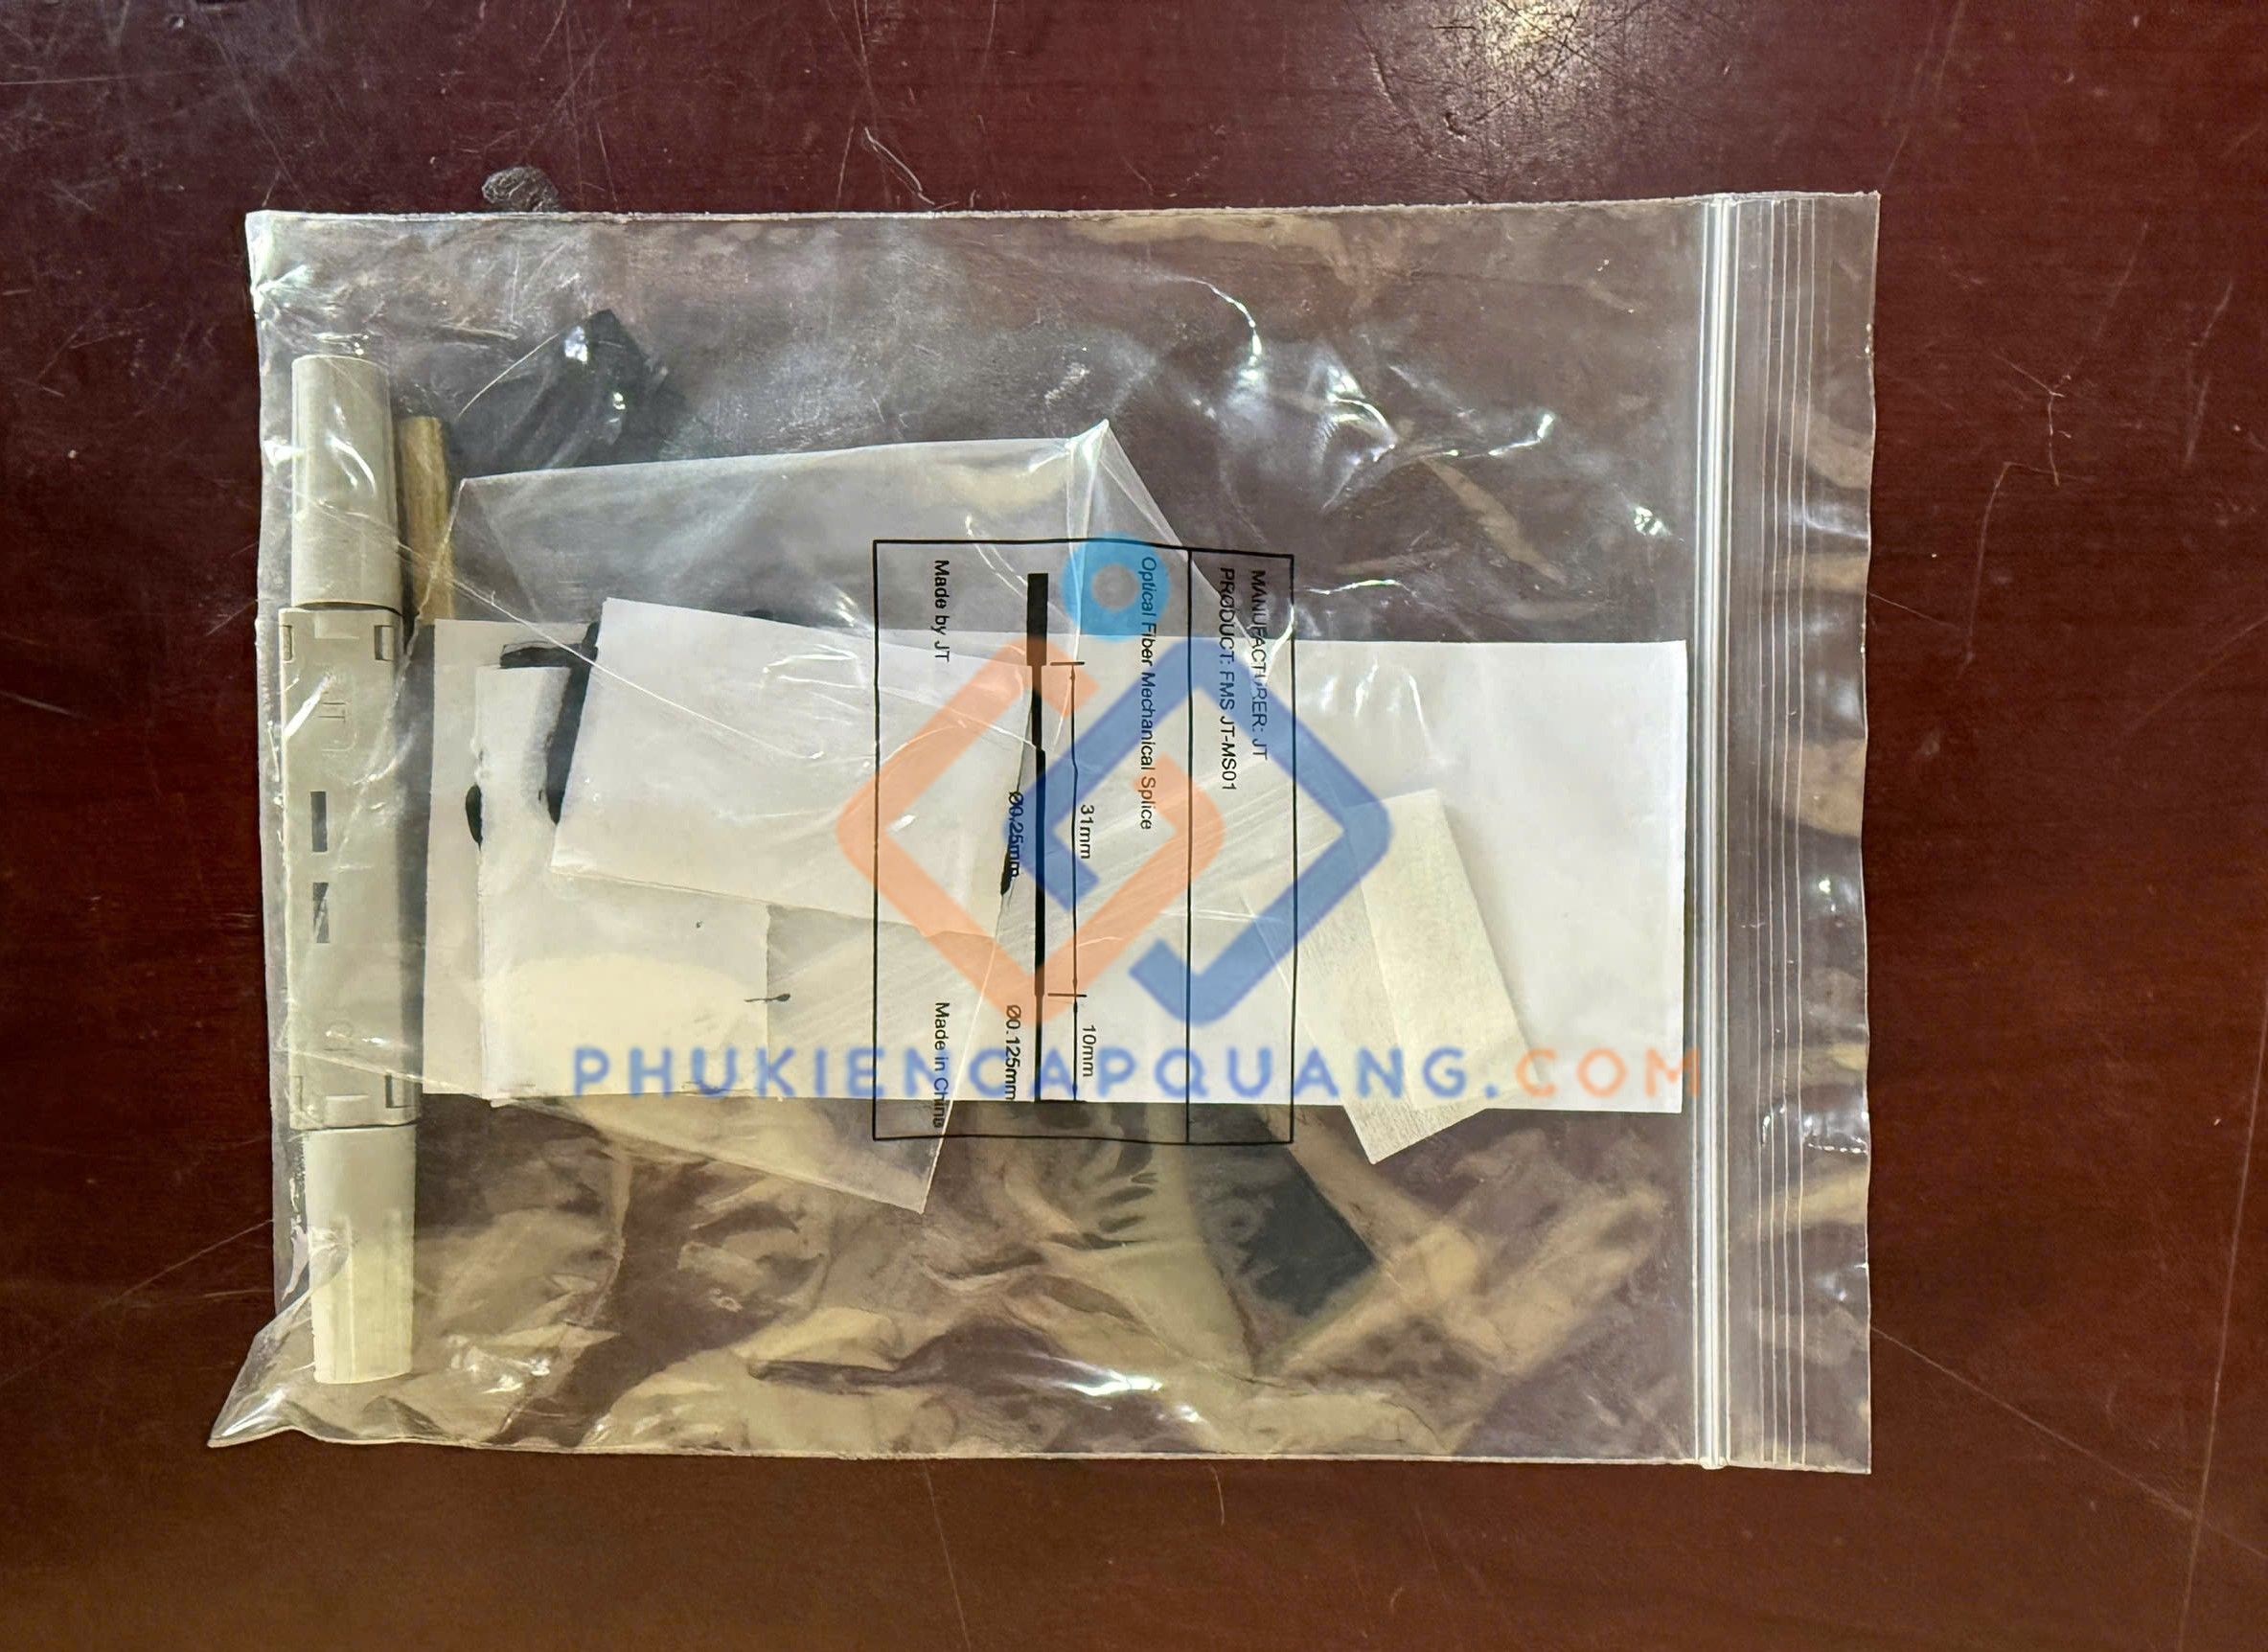 MANUFACTURER: JT
PRODUCT: FMS JT-MS01
Optical Fiber Mechanical Splice
31mm
10mm
Ø0.25mm
Ø0.125mm
Made by JT
Made in China
JT
PHUKIENCAPQUANG.COM